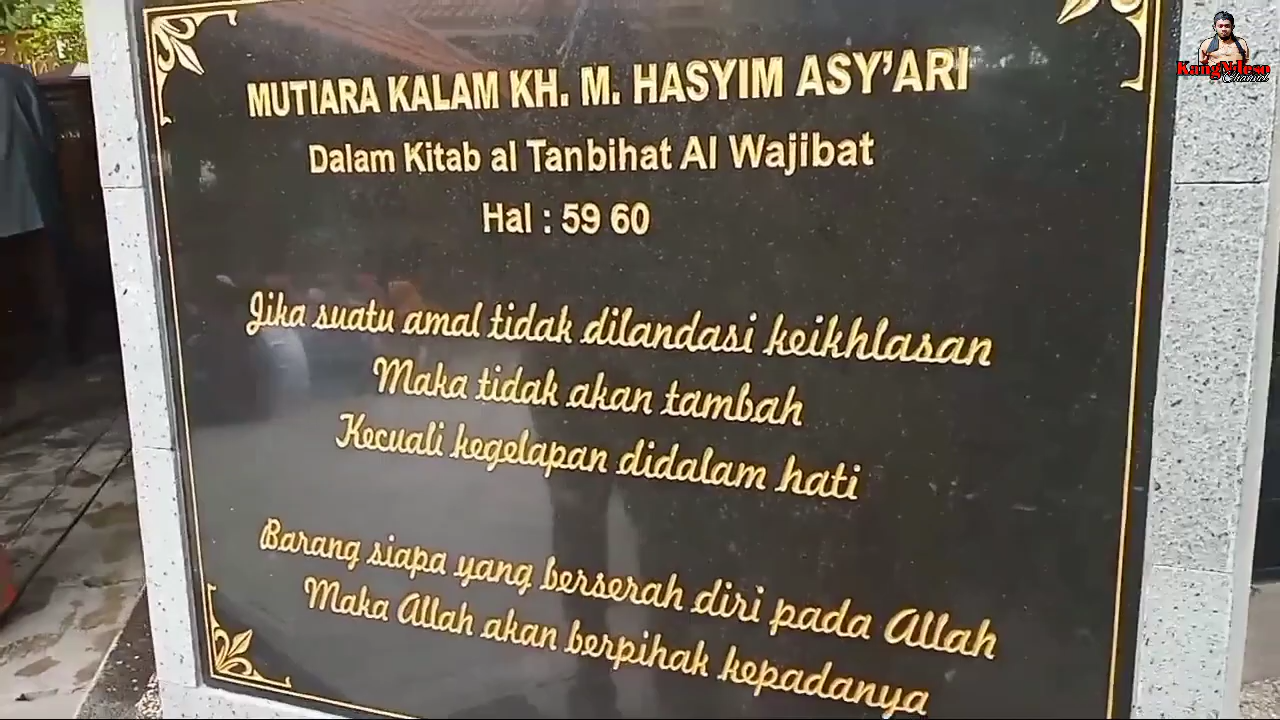 MUTIARA KALAM KH. M. HASYIM ASY'ARI
Dalam Kitab al Tanbihat Al Wajibat
Hal : 59 60
Jika suatu amal tidak dilandasi keikhlasan
Maka tidak akan tambah
Kecuali kegelapan didalam hati
Barang siapa yang berserah diri pada Allah
Maka Allah akan berpihak kepadanya